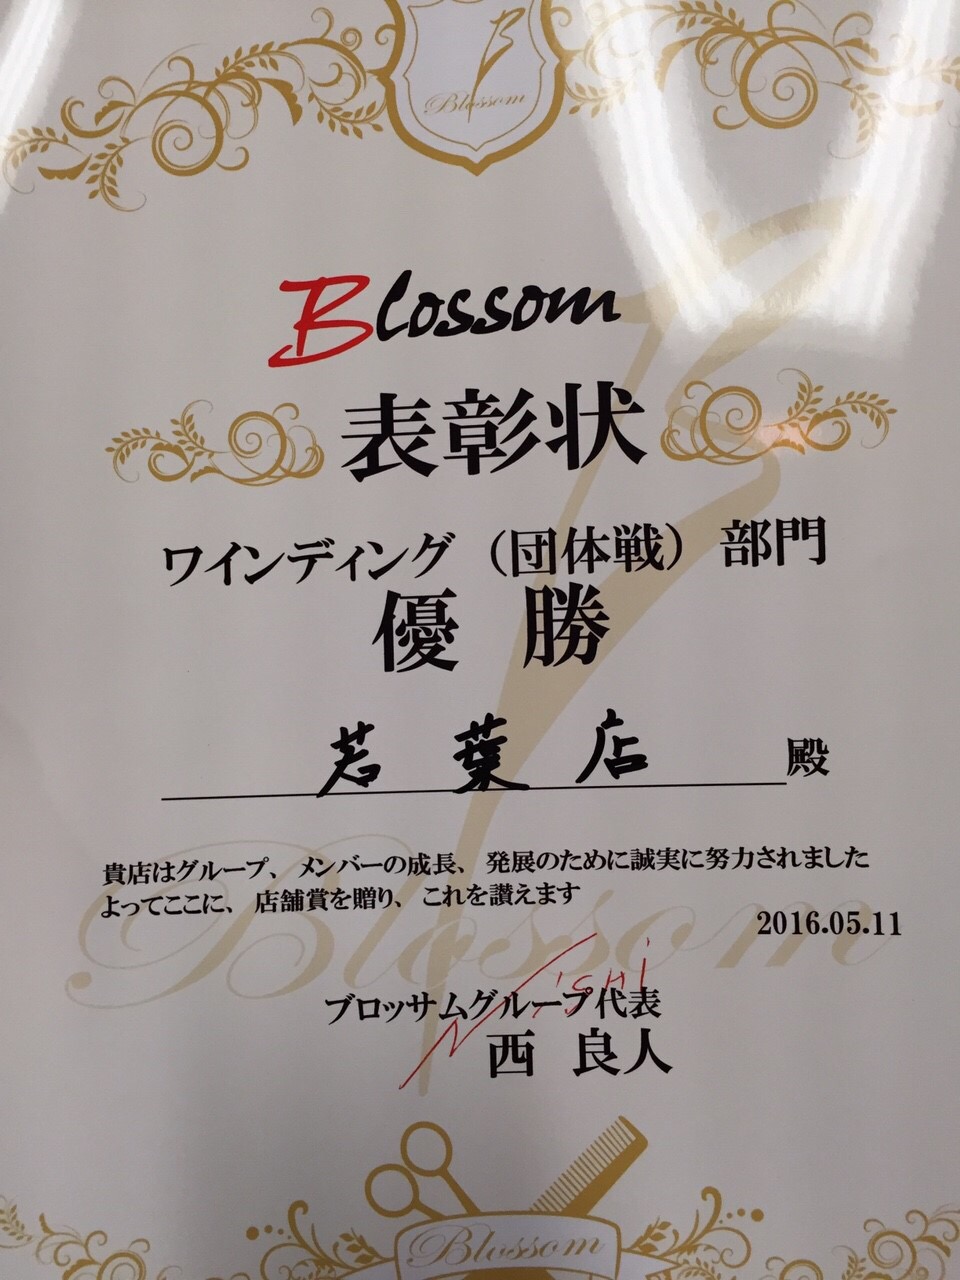 B
Blossom
Blossom
表彰状
ワインディング（団体戦）部門
優 勝
若葉店 殿
貴店はグループ、メンバーの成長、発展のために誠実に努力されました
よってここに、店舗賞を贈り、これを讃えます
2016.05.11
Blossom
ブロッサムグループ代表
Nishi
西 良人
Blossom